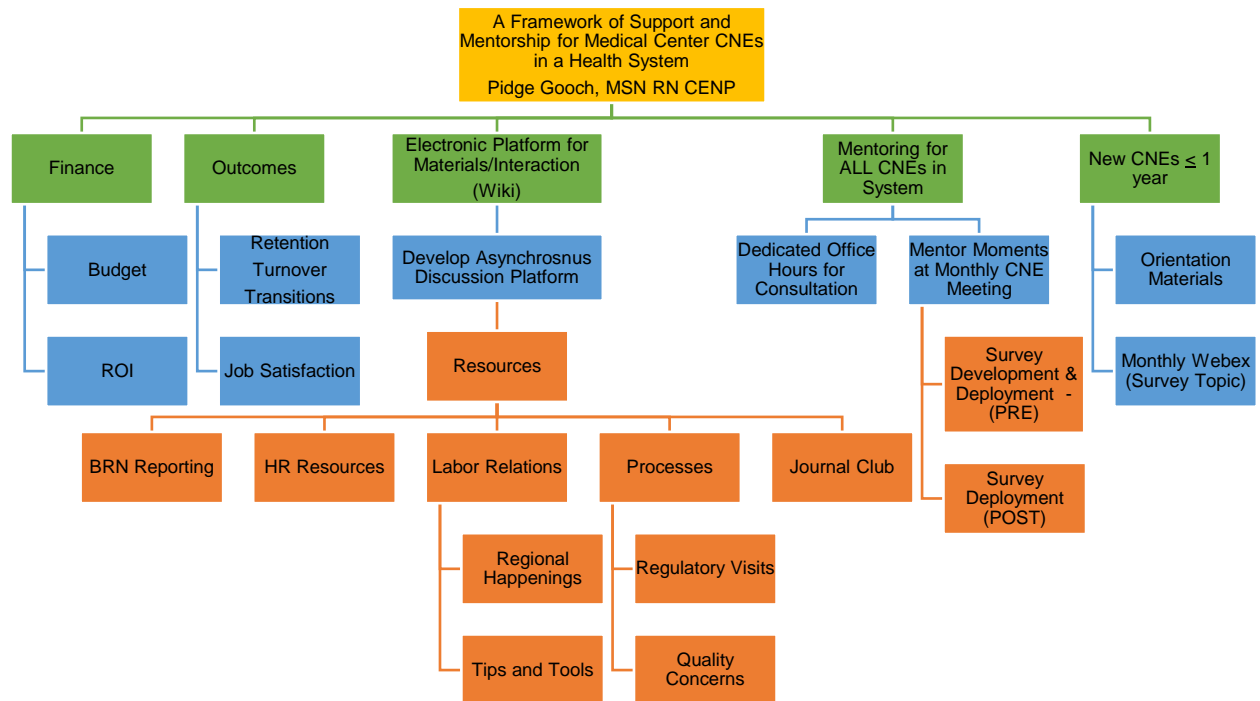 A Framework of Support and
Mentorship for Medical Center CNEs
in a Health System
Pidge Gooch, MSN RN CENP
Finance
Outcomes
Electronic Platform for
Materials/Interaction
(Wiki)
Mentoring for
ALL CNEs in
System
New CNEs ≤ 1
year
Budget
Retention
Turnover
Transitions
Develop Asynchrosnus
Discussion Platform
Dedicated Office
Hours for
Consultation
Mentor Moments
at Monthly CNE
Meeting
Orientation
Materials
ROI
Job Satisfaction
Resources
Survey
Development &
Deployment -
(PRE)
Monthly Webex
(Survey Topic)
BRN Reporting
HR Resources
Labor Relations
Processes
Journal Club
Survey
Deployment
(POST)
Regional
Happenings
Regulatory Visits
Tips and Tools
Quality
Concerns